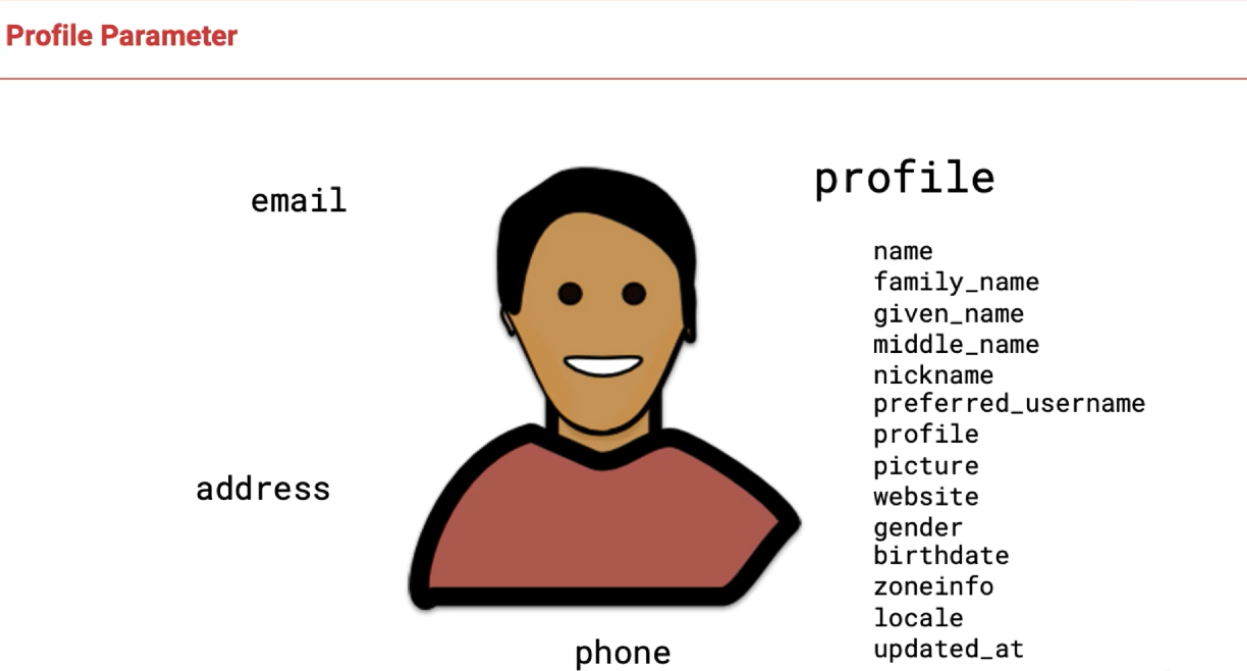 Profile Parameter
email
profile
name
family_name
given_name
middle_name
nickname
preferred_username
profile
picture
website
gender
birthdate
zoneinfo
locale
updated_at
address
phone